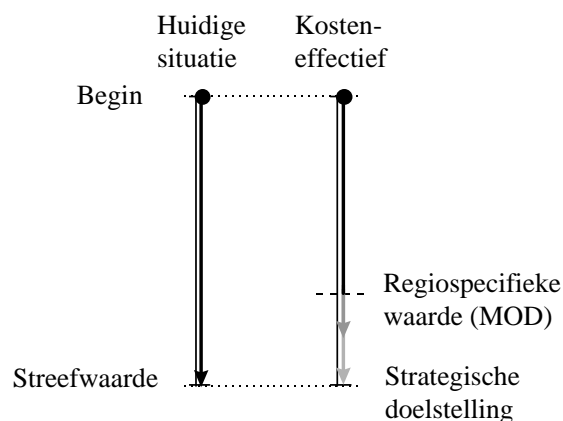 Huidige
situatie
Kosten-
effectief
Begin
Regiospecifieke
waarde (MOD)
Streefwaarde
Strategische
doelstelling